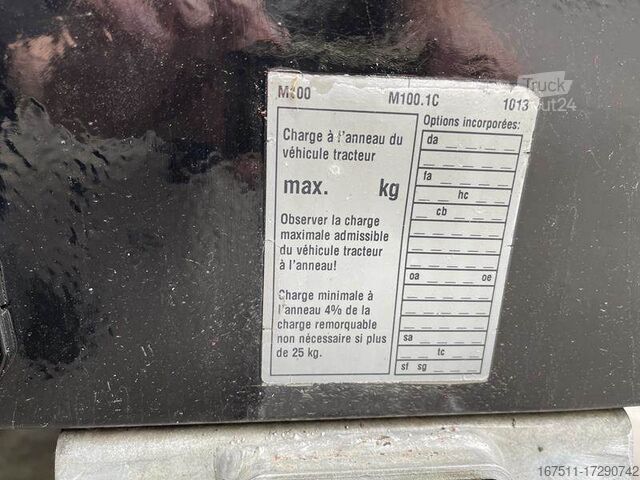 M100 M100.1C 1013
Charge à l'anneau du
véhicule tracteur
max. kg
Observer la charge
maximale admissible
du véhicule tracteur
à l'anneau!
Charge minimale à
l'anneau 4% de la
charge remorquable
non nécessaire si plus
de 25 kg.
Options incorporées:
da
fa
hc
cb
oa oe
sa
tc
sf sg
Truck
out24
167511-17290742